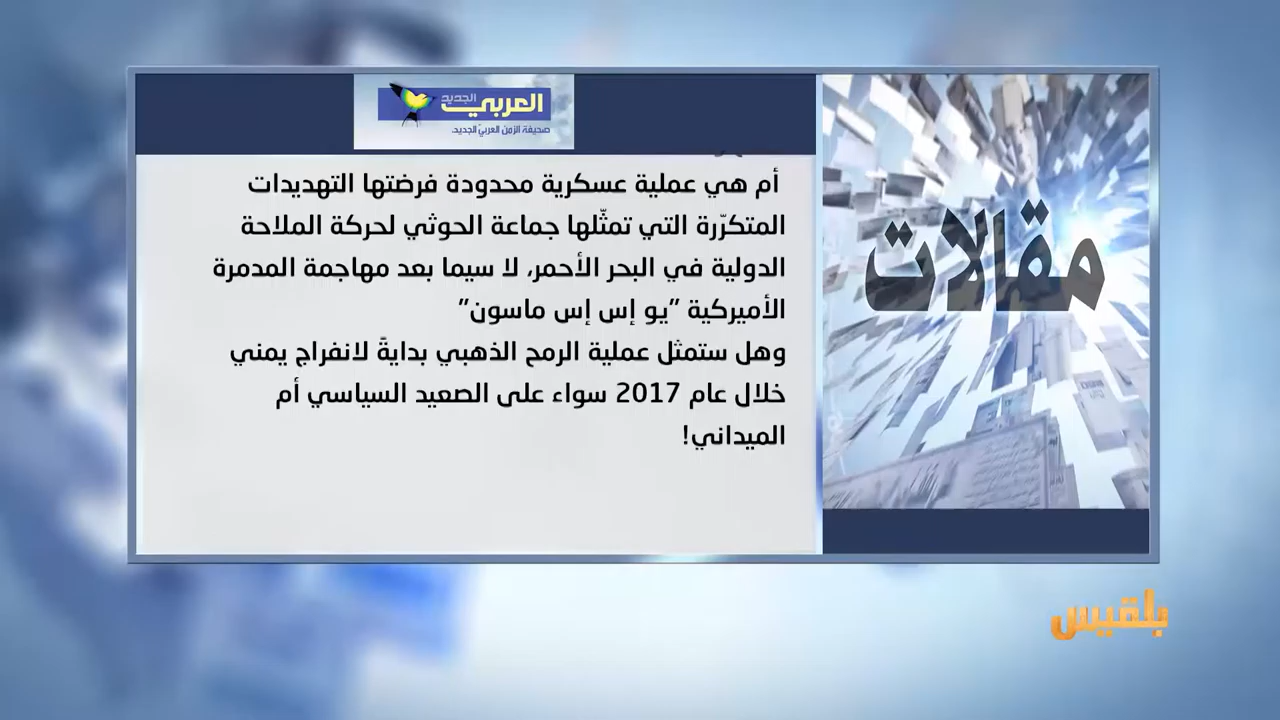 العربي الجديد
صحيفة الزمن العربيّ الجديد.
أم هي عملية عسكرية محدودة فرضتها التهديدات
المتكرّرة التي تمثّلها جماعة الحوثي لحركة الملاحة
الدولية في البحر الأحمر، لا سيما بعد مهاجمة المدمرة
الأميركية "يو إس إس ماسون"
وهل ستمثل عملية الرمح الذهبي بدايةً لانفراج يمني
خلال عام 2017 سواء على الصعيد السياسي أم
الميداني!
مقالات
بلقيس